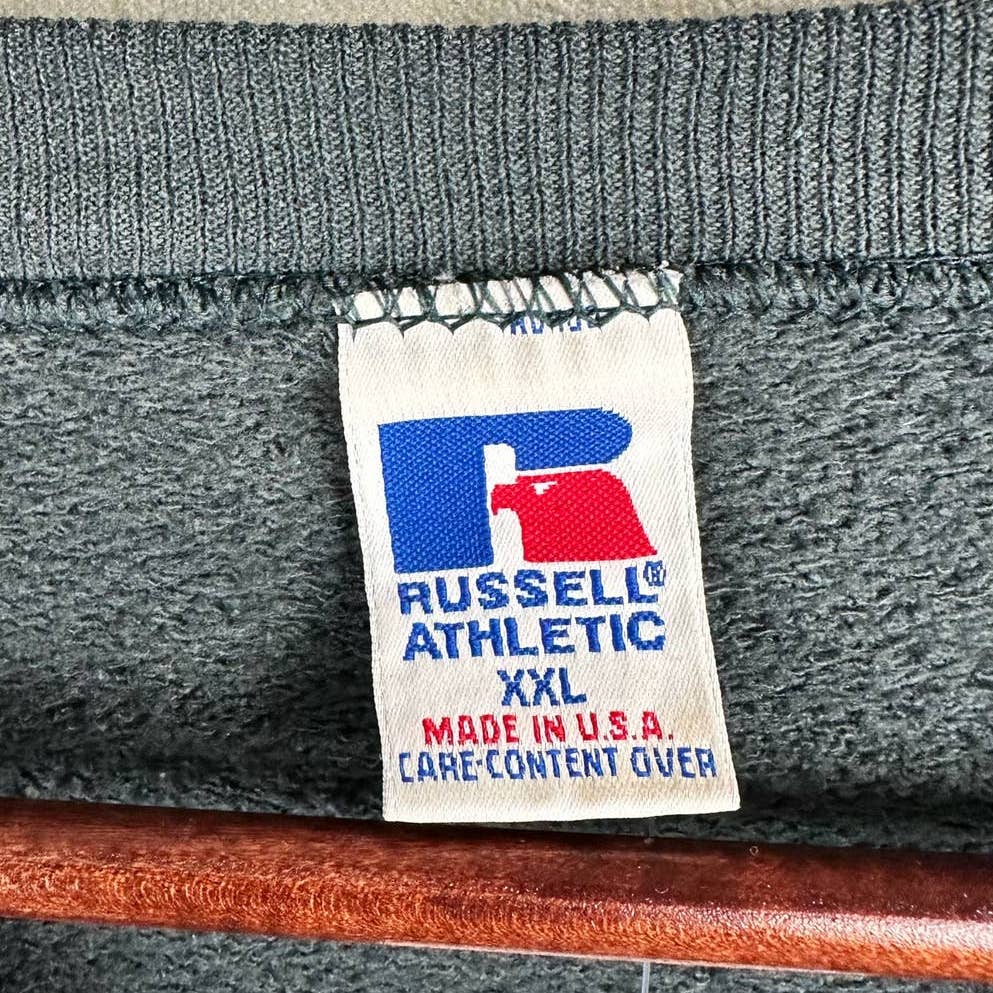 R
RUSSELL®
ATHLETIC
XXL
MADE IN U.S.A.
CARE-CONTENT OVER